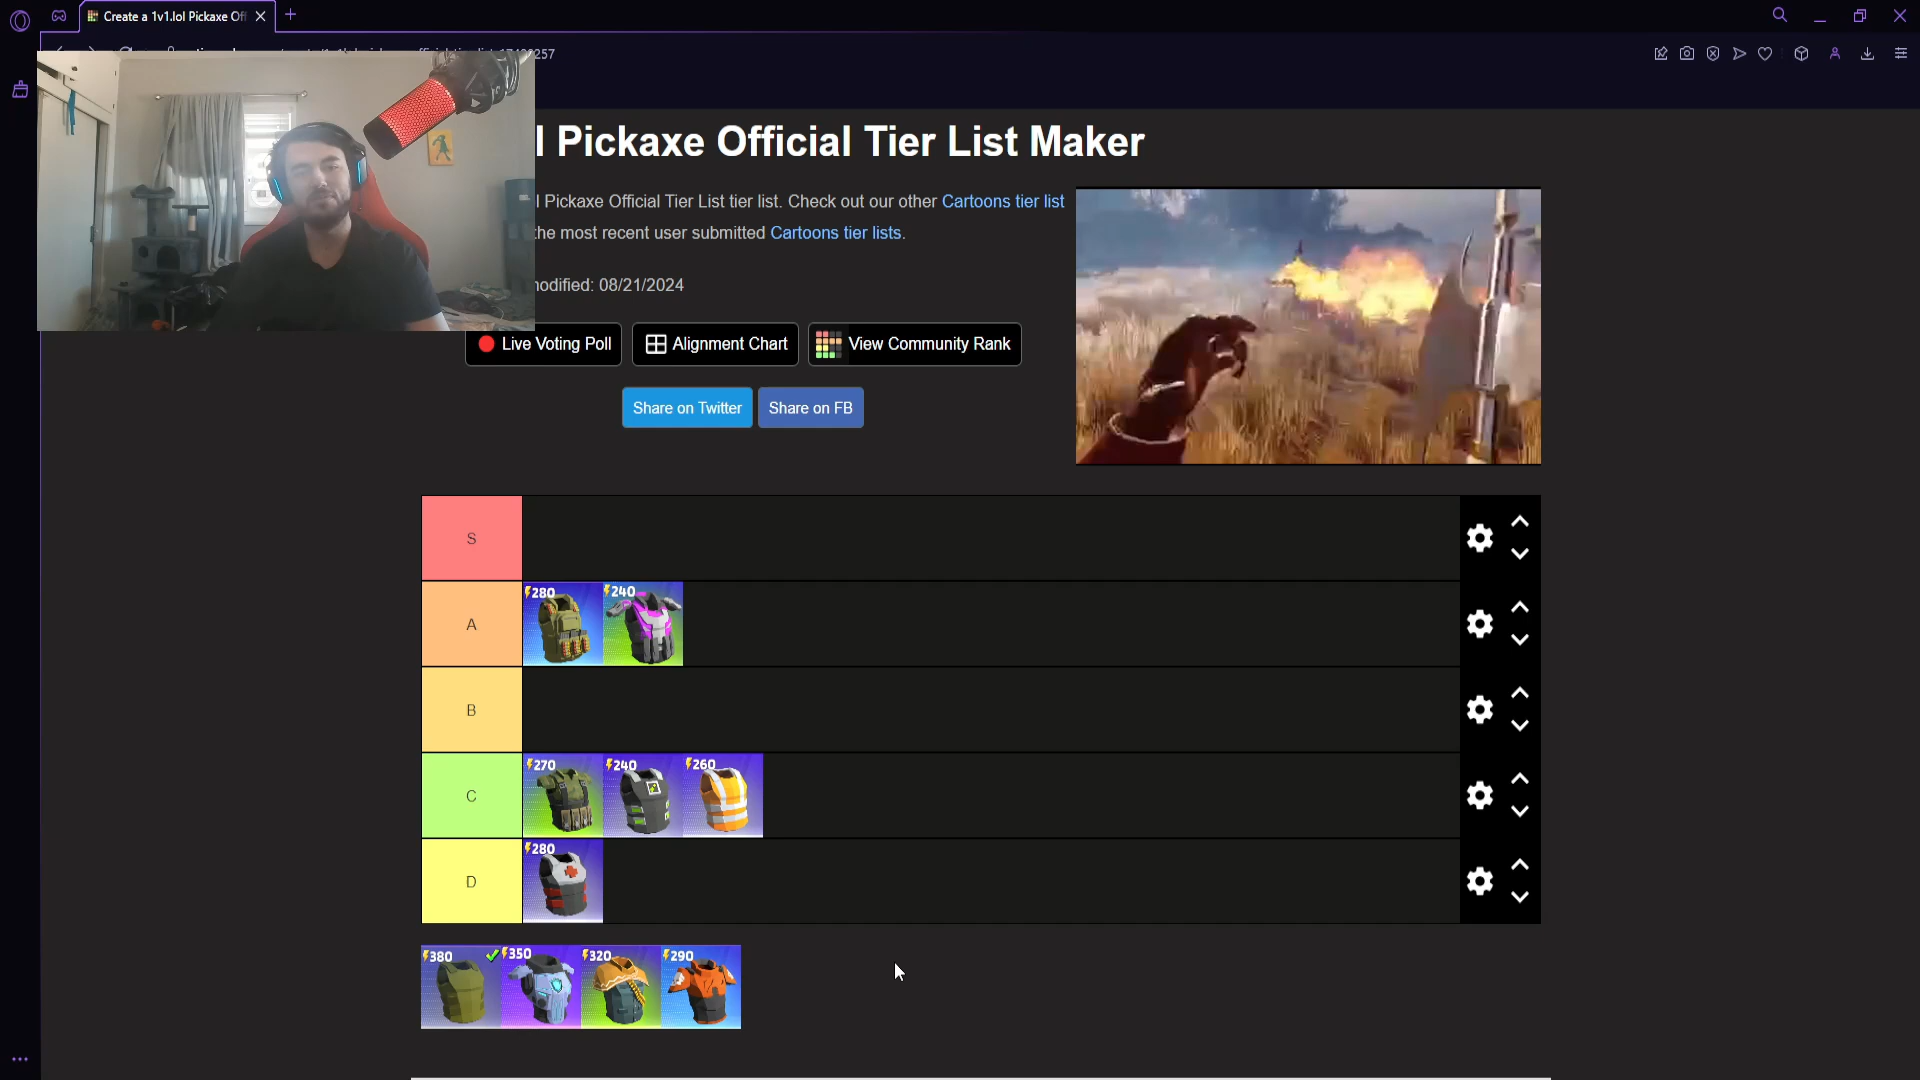 Create a 1v1.lol Pickaxe Of
257
l Pickaxe Official Tier List Maker
l Pickaxe Official Tier List tier list. Check out our other Cartoons tier list
the most recent user submitted Cartoons tier lists.
modified: 08/21/2024
Live Voting Poll
Alignment Chart
View Community Rank
Share on Twitter
Share on FB
S
A
280
240
B
C
270
240
260
D
280
380
350
320
290